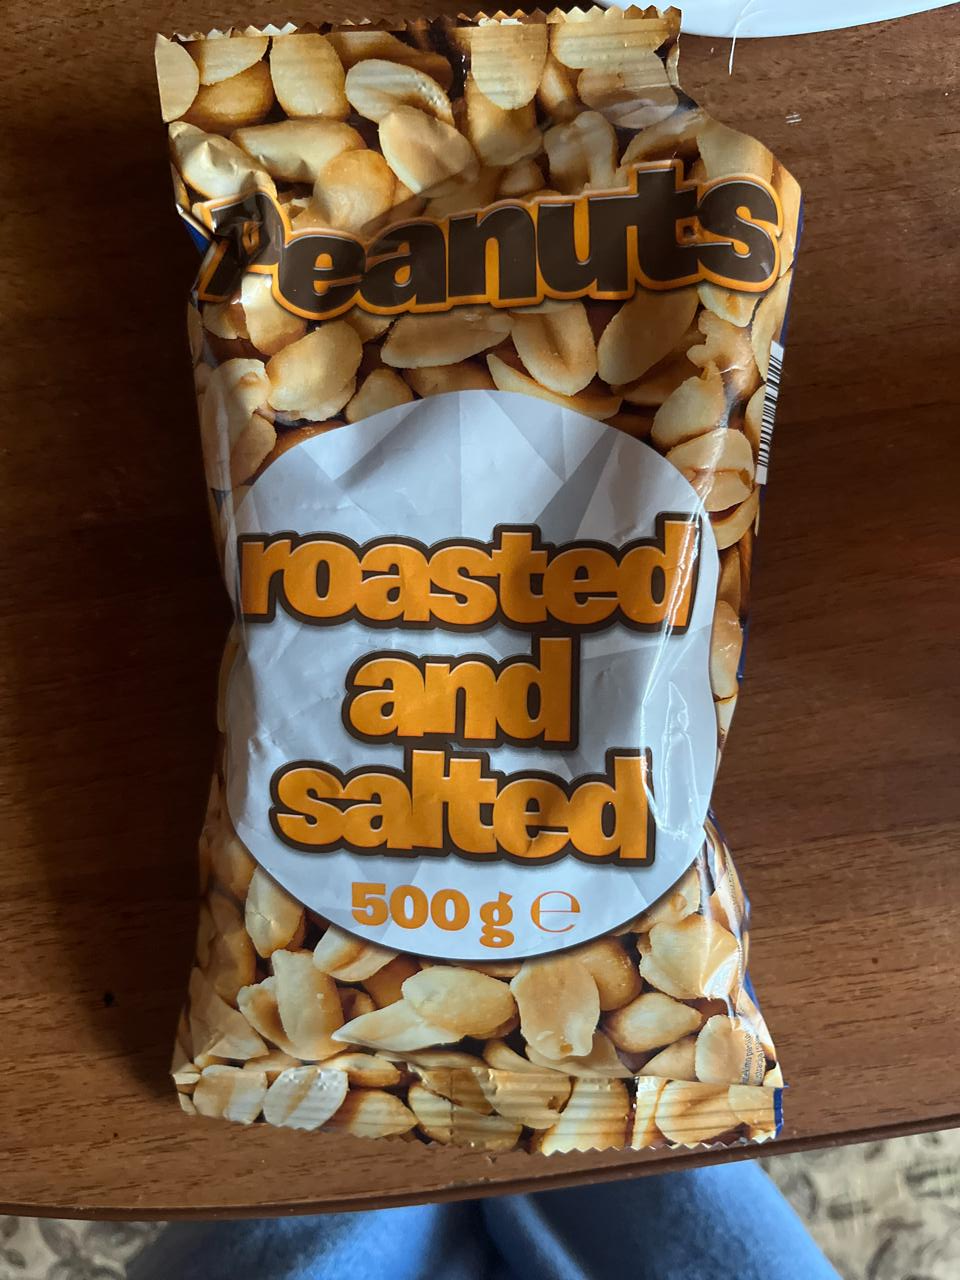 Peanuts
roasted
and
salted
500 g ℮